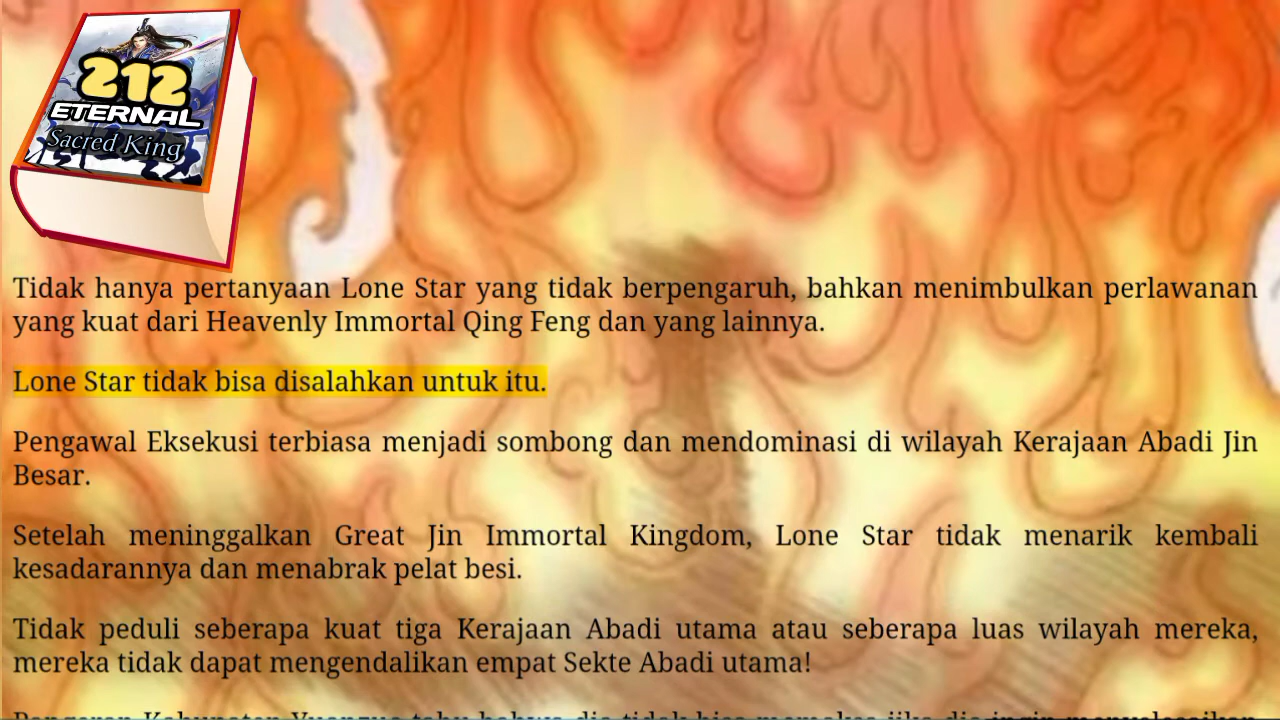 212
ETERNAL
Sacred King
Tidak hanya pertanyaan Lone Star yang tidak berpengaruh, bahkan menimbulkan perlawanan
yang kuat dari Heavenly Immortal Qing Feng dan yang lainnya.
Lone Star tidak bisa disalahkan untuk itu.
Pengawal Eksekusi terbiasa menjadi sombong dan mendominasi di wilayah Kerajaan Abadi Jin
Besar.
Setelah meninggalkan Great Jin Immortal Kingdom, Lone Star tidak menarik kembali
kesadarannya dan menabrak pelat besi.
Tidak peduli seberapa kuat tiga Kerajaan Abadi utama atau seberapa luas wilayah mereka,
mereka tidak dapat mengendalikan empat Sekte Abadi utama!